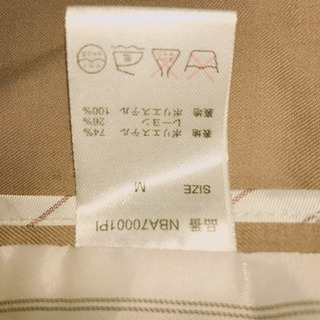 品番 NBA70001PI
SIZE M
表地 ポリエステル 74%
レーヨン 26%
裏地 ポリエステル 100%